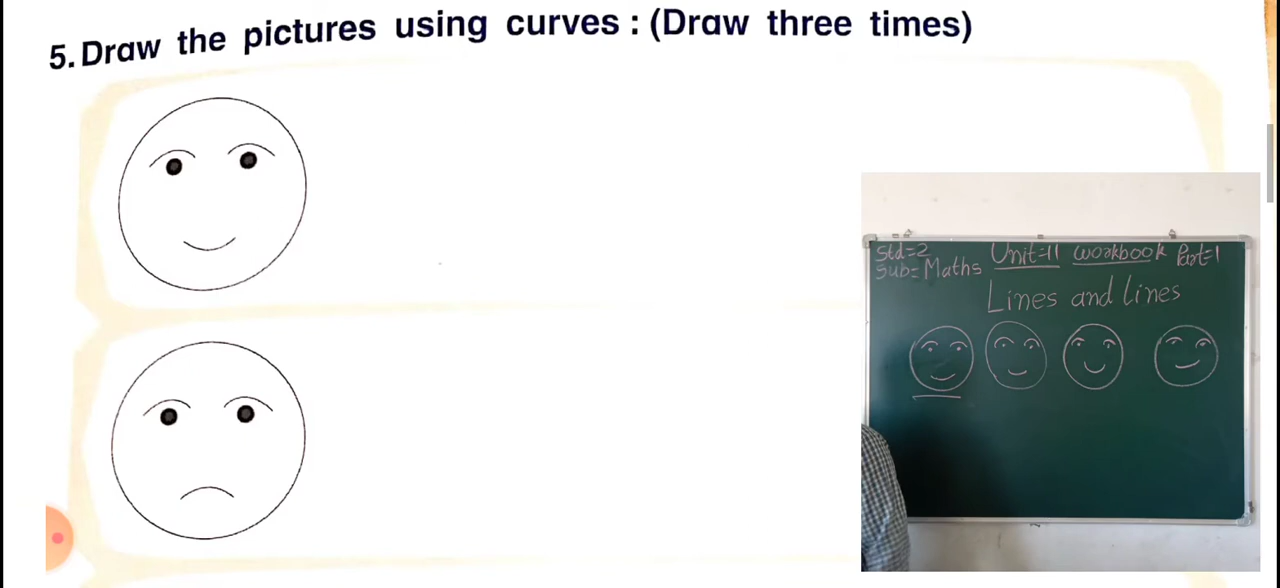 5. Draw the pictures using curves : (Draw three times)
Std=2 Unit=11 workbook Part=1
Sub=Maths
Lines and lines